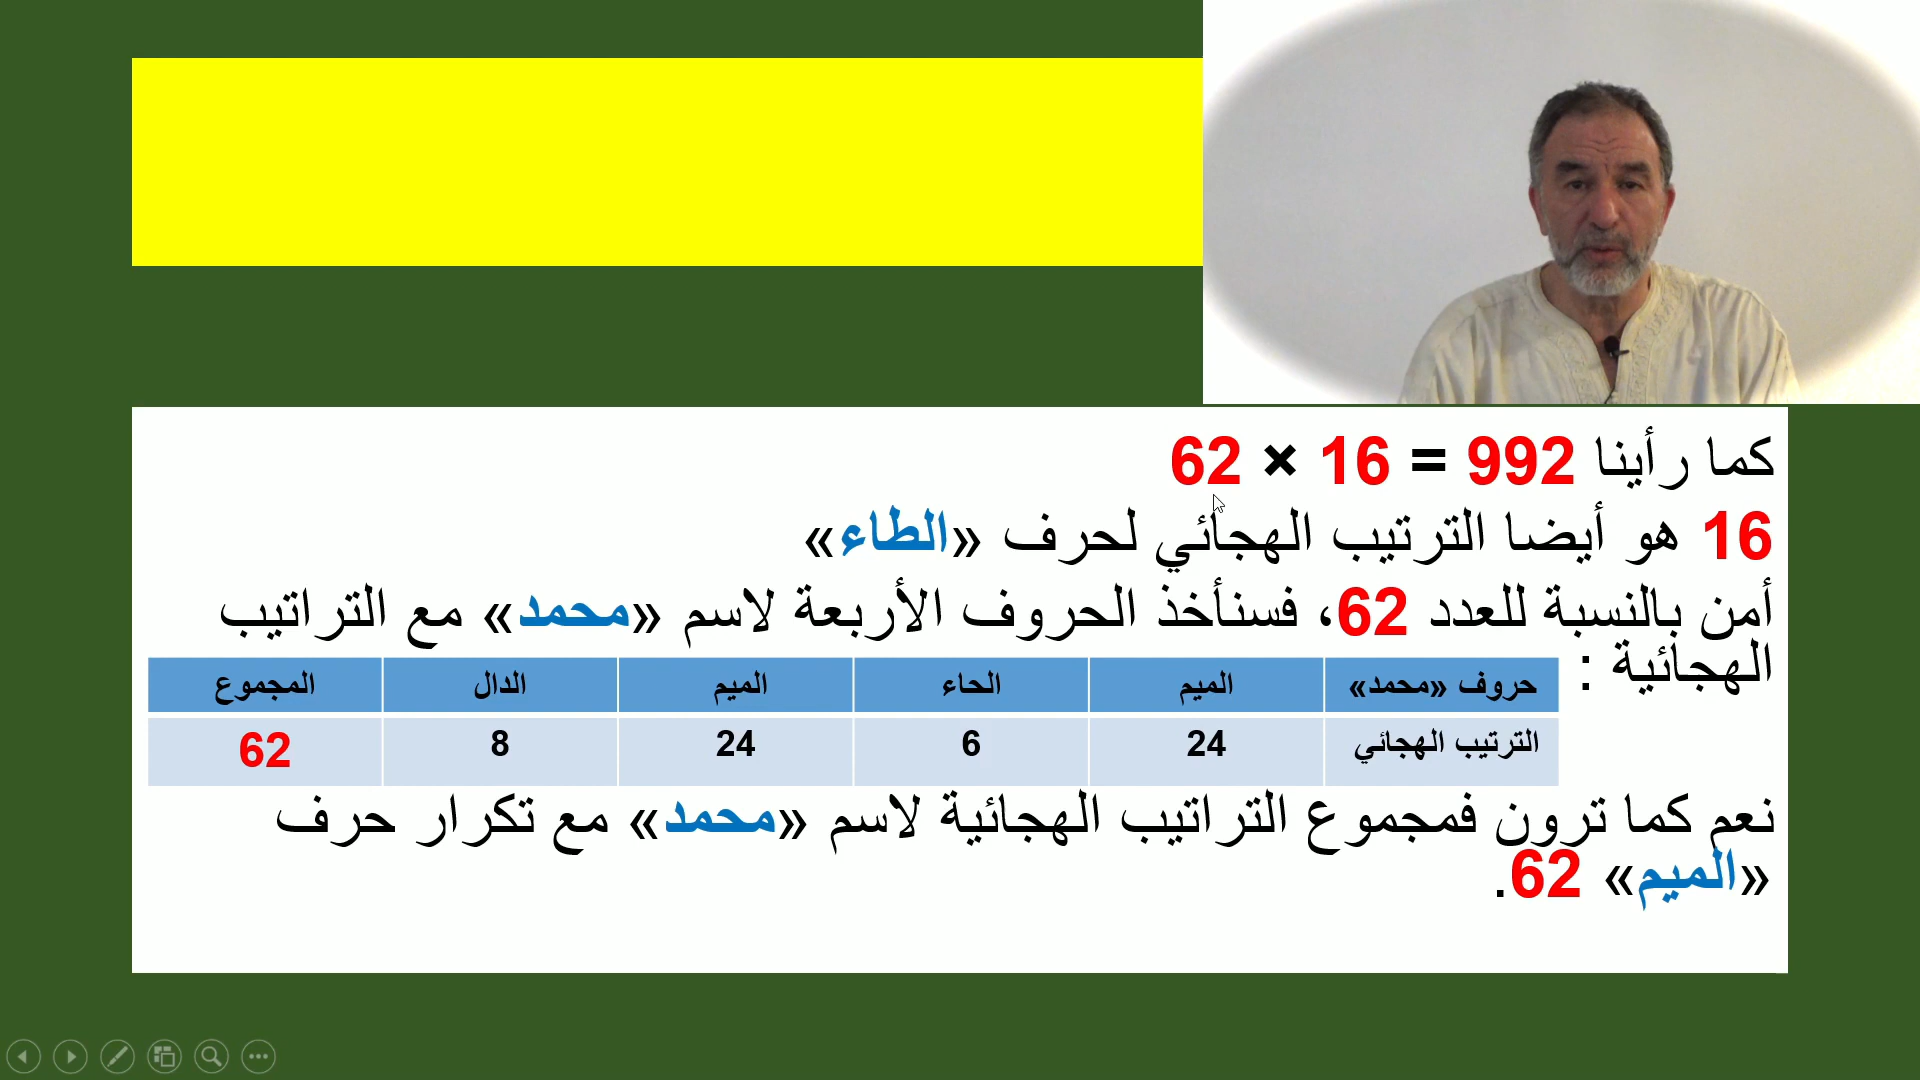 كما رأينا 992 = 16 × 62
16 هو أيضا الترتيب الهجائي لحرف «الطاء»
أمن بالنسبة للعدد 62، فسنأخذ الحروف الأربعة لاسم «محمد» مع التراتيب
الهجائية :
حروف «محمد» الميم الحاء الميم الدال المجموع
الترتيب الهجائي 24 6 24 8 62
نعم كما ترون فمجموع التراتيب الهجائية لاسم «محمد» مع تكرار حرف
«الميم» 62.